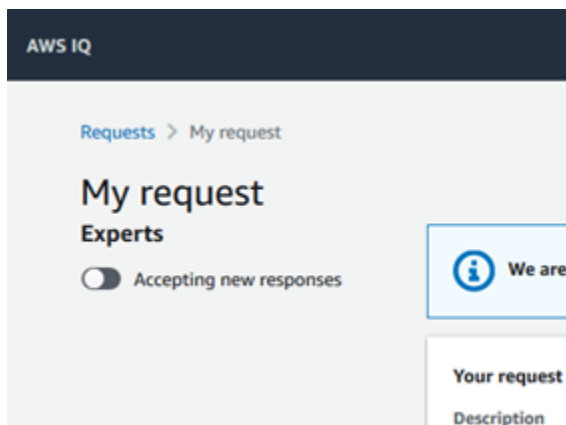 AWS IQ
Requests > My request
My request
Experts
Accepting new responses
We are
Your request
Description